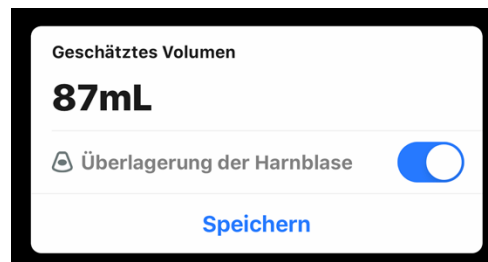 Geschätztes Volumen
87mL
Überlagerung der Harnblase
Speichern